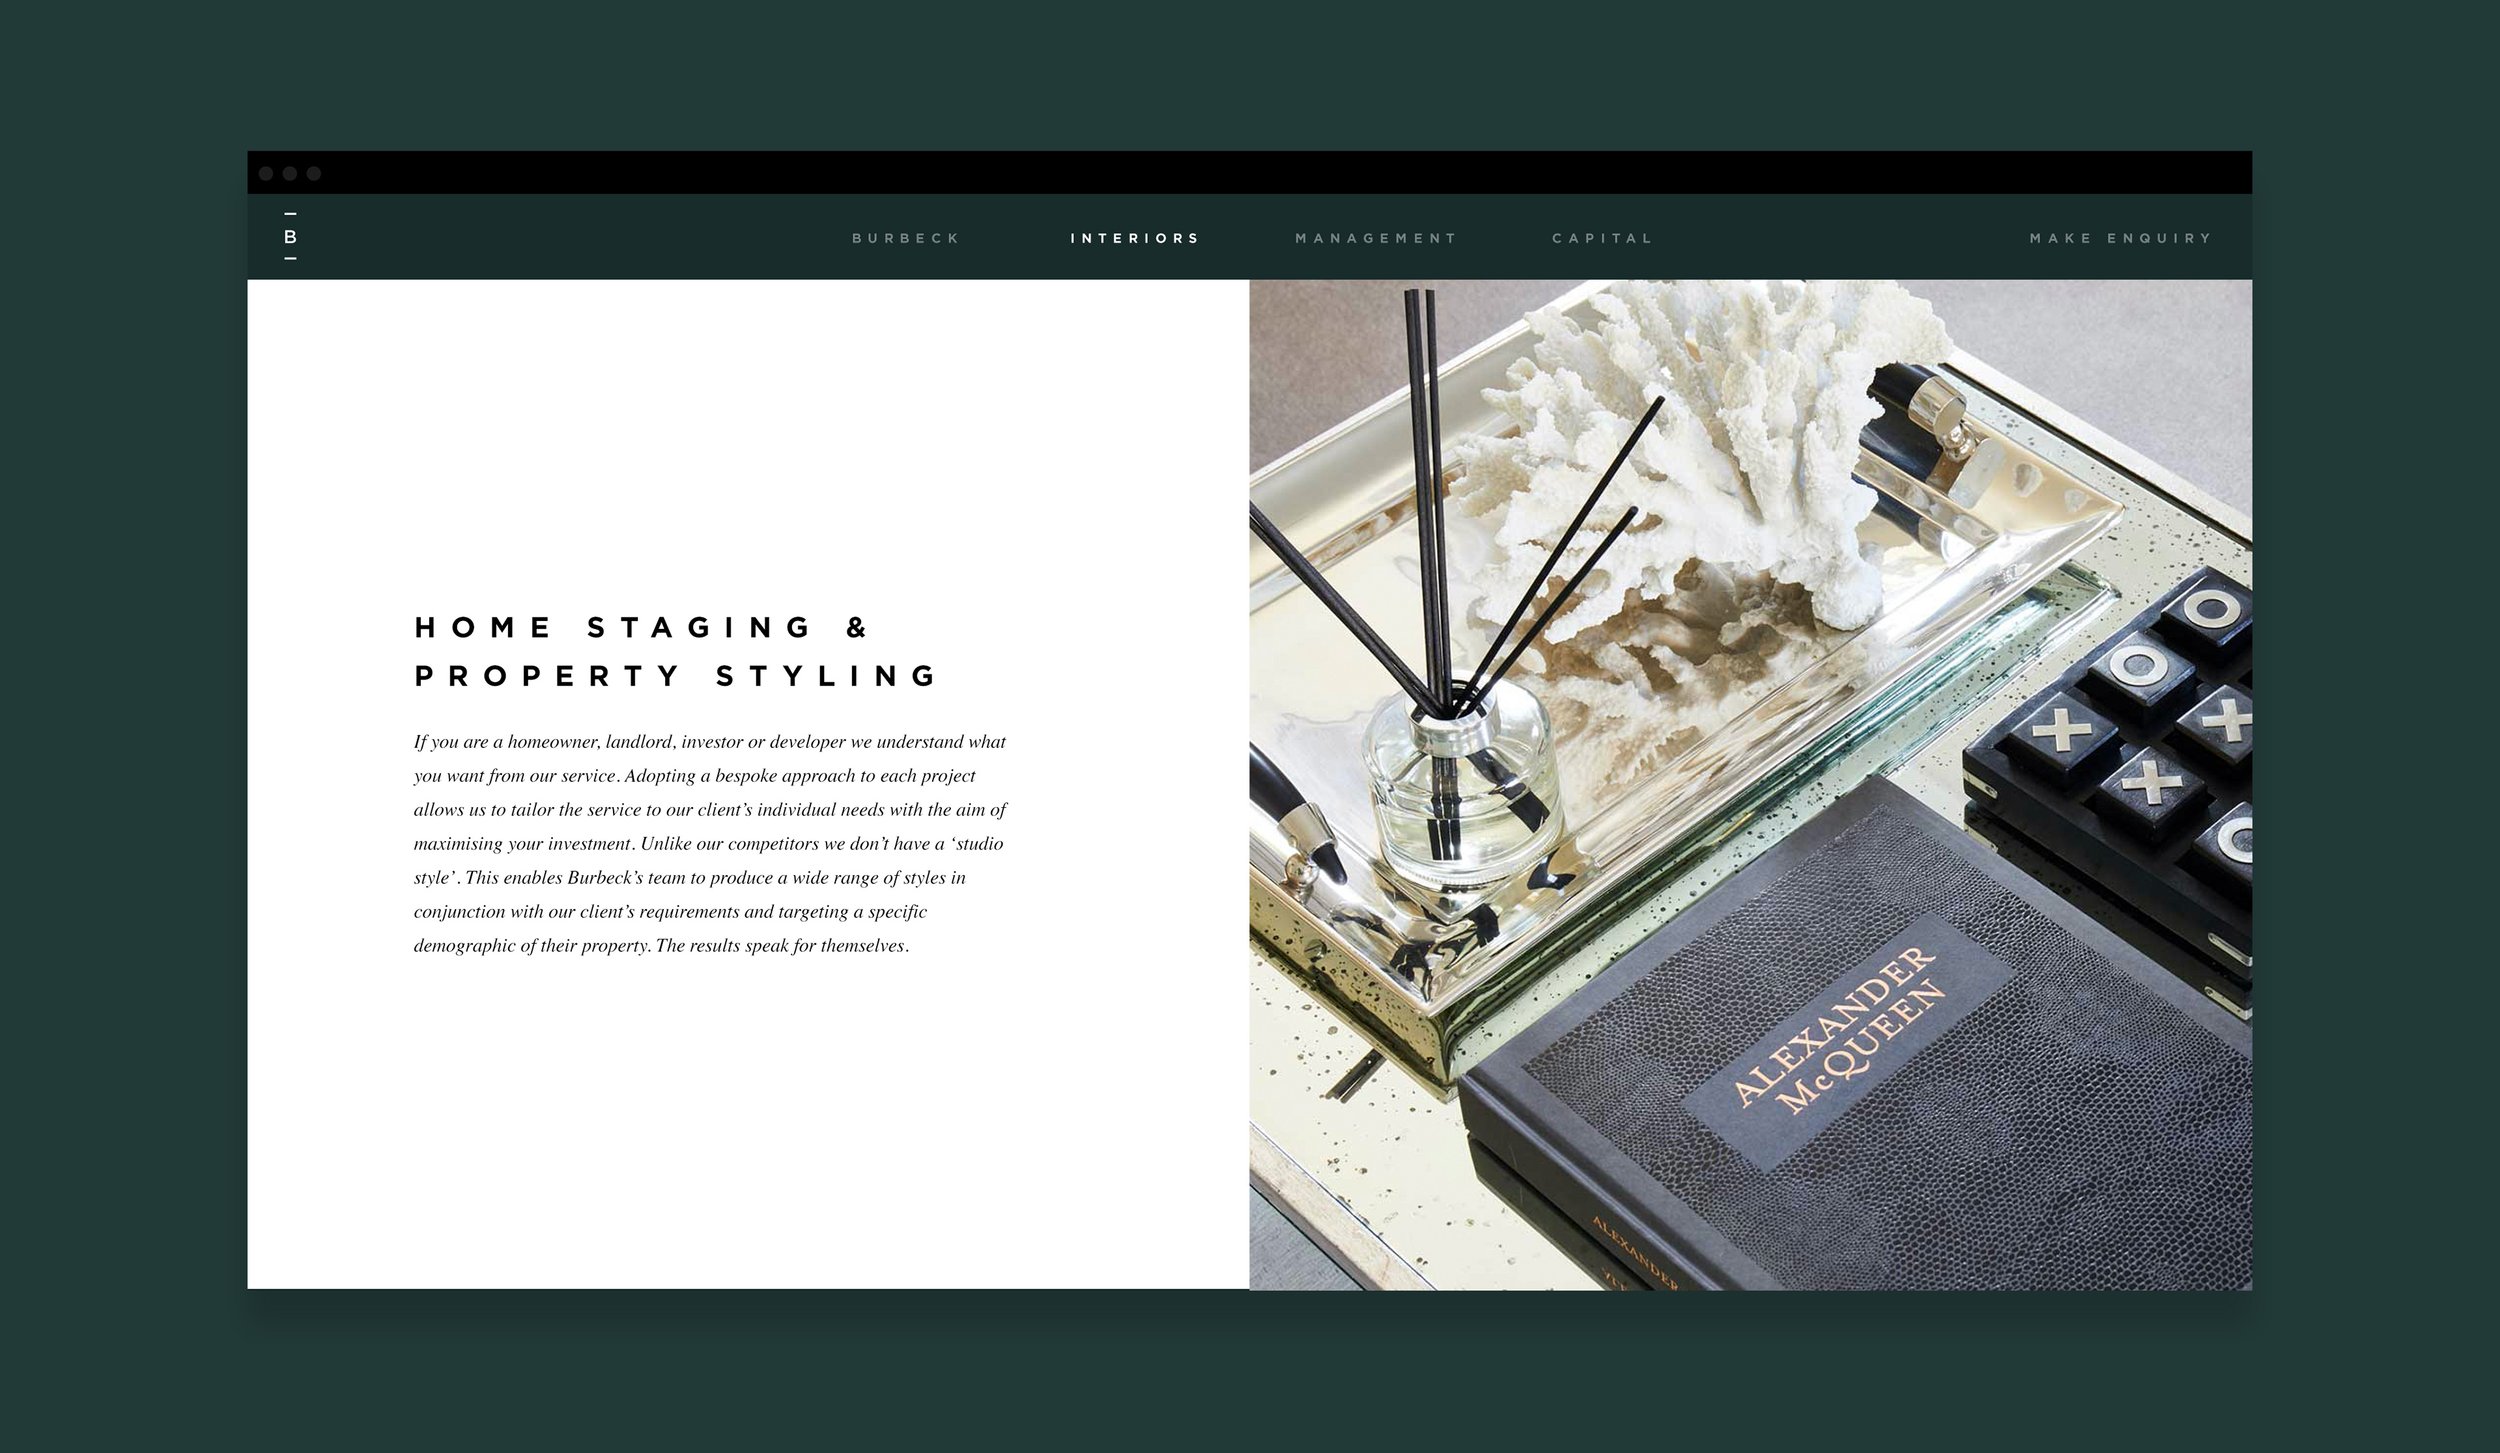 B
BURBECK INTERIORS MANAGEMENT CAPITAL MAKE ENQUIRY
HOME STAGING &
PROPERTY STYLING
If you are a homeowner, landlord, investor or developer we understand what
you want from our service. Adopting a bespoke approach to each project
allows us to tailor the service to our client’s individual needs with the aim of
maximising your investment. Unlike our competitors we don’t have a ‘studio
style’. This enables Burbeck’s team to produce a wide range of styles in
conjunction with our client’s requirements and targeting a specific
demographic of their property. The results speak for themselves.
O
O
X X
X
O
ALEXANDER
McQUEEN
ALEXANDER